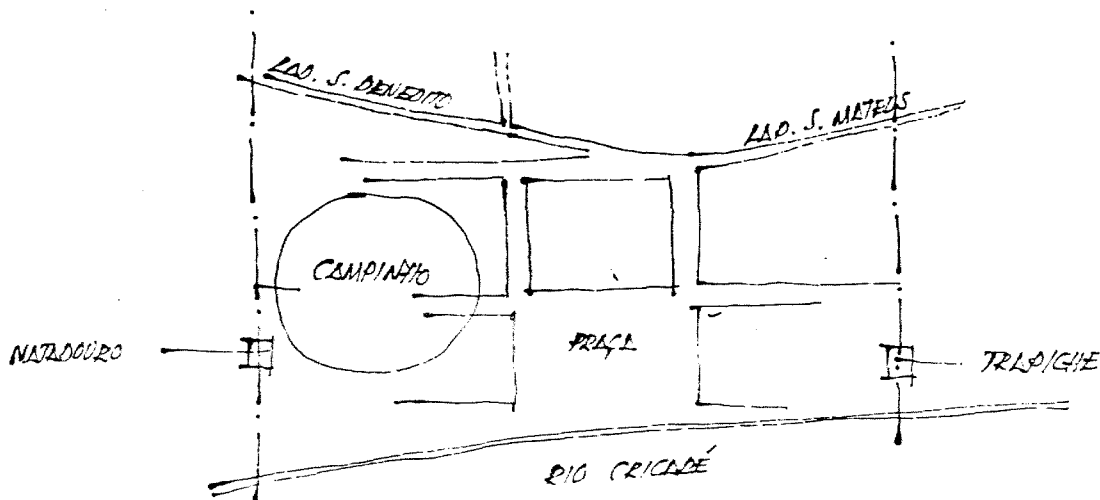 LAD. S. BENEDITO
LAD. S. MATEUS
CAMPINHO
MATADOURO
PRAÇA
TRAPICHE
RIO CRICARÉ